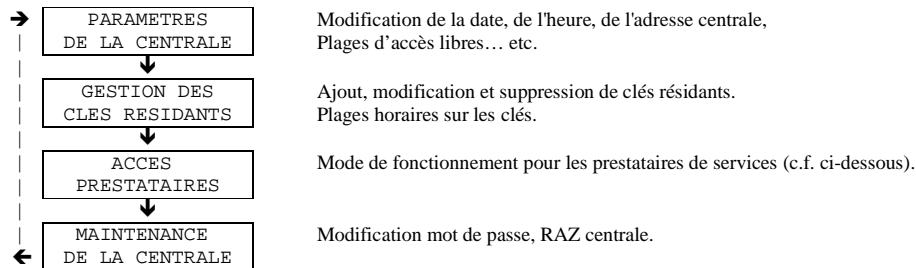 PARAMETRES
DE LA CENTRALE
Modification de la date, de l'heure, de l'adresse centrale,
Plages d’accès libres… etc.
GESTION DES
CLES RESIDANTS
Ajout, modification et suppression de clés résidants.
Plages horaires sur les clés.
ACCES
PRESTATAIRES
Mode de fonctionnement pour les prestataires de services (c.f. ci-dessous).
MAINTENANCE
DE LA CENTRALE
Modification mot de passe, RAZ centrale.